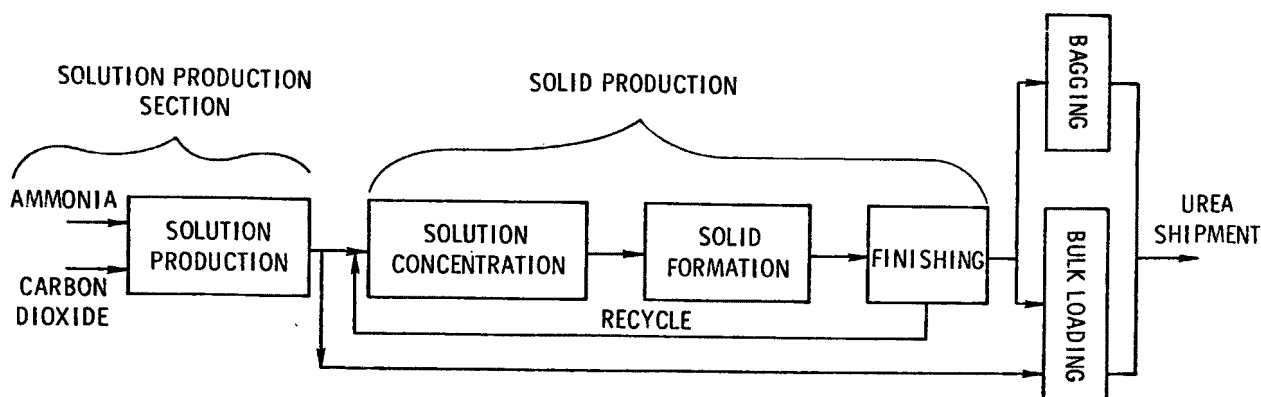 SOLUTION PRODUCTION
SECTION
SOLID PRODUCTION
AMMONIA
CARBON
DIOXIDE
SOLUTION
PRODUCTION
SOLUTION
CONCENTRATION
SOLID
FORMATION
FINISHING
RECYCLE
BAGGING
BULK LOADING
UREA
SHIPMENT